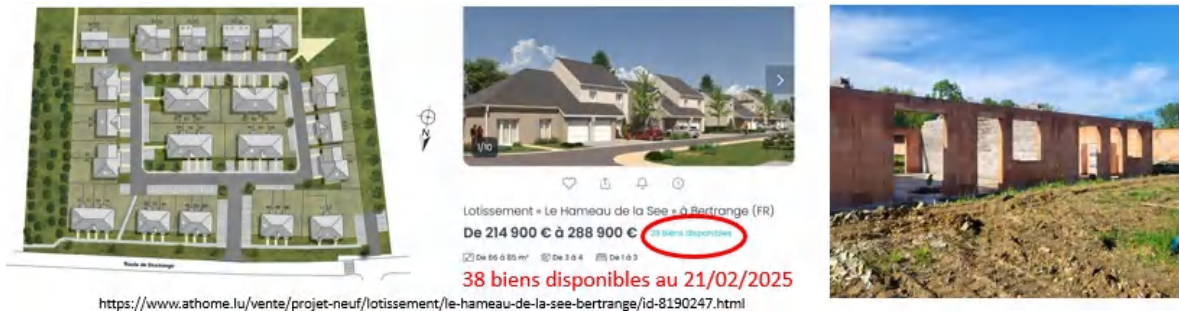 Route de Stuckange
N
1/10
Lotissement « Le Hameau de la See » à Bertrange (FR)
De 214 900 € à 288 900 €
38 biens disponibles
De 66 à 85 m² De 3 à 4 De 1 à 3
38 biens disponibles au 21/02/2025
https://www.athome.lu/vente/projet-neuf/lotissement/le-hameau-de-la-see-bertrange/id-8190247.html